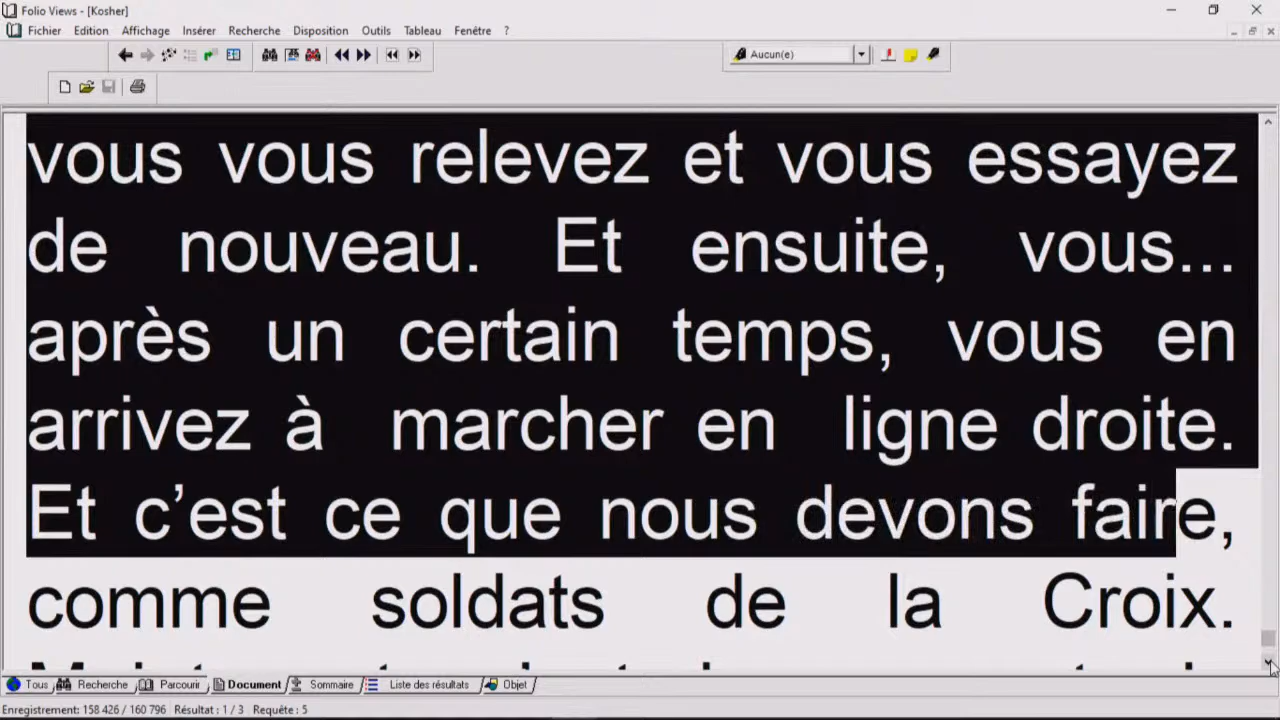 Folio Views - [Kosher]
Fichier Edition Affichage Insérer Recherche Disposition Outils Tableau Fenêtre ?
Aucun(e)
vous vous relevez et vous essayez
de nouveau. Et ensuite, vous...
après un certain temps, vous en
arrivez à marcher en ligne droite.
Et c’est ce que nous devons faire,
comme soldats de la Croix.
Tous Recherche Parcourir Document Sommaire Liste des résultats Objet
Enregistrement: 158 426 / 160 796 Résultat : 1 / 3 Requête : 5